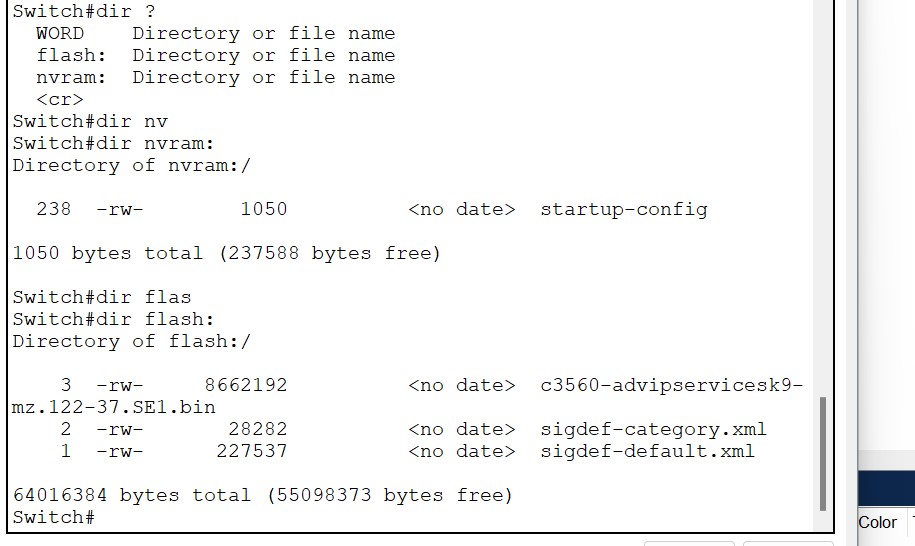 Switch#dir ?
  WORD    Directory or file name
  flash:  Directory or file name
  nvram:  Directory or file name
  <cr>
Switch#dir nv
Switch#dir nvram:
Directory of nvram:/
  238  -rw-        1050          <no date>  startup-config
1050 bytes total (237588 bytes free)
Switch#dir flas
Switch#dir flash:
Directory of flash:/
    3  -rw-     8662192          <no date>  c3560-advipservicesk9-
mz.122-37.SE1.bin
    2  -rw-       28282          <no date>  sigdef-category.xml
    1  -rw-      227537          <no date>  sigdef-default.xml
64016384 bytes total (55098373 bytes free)
Switch#
Color